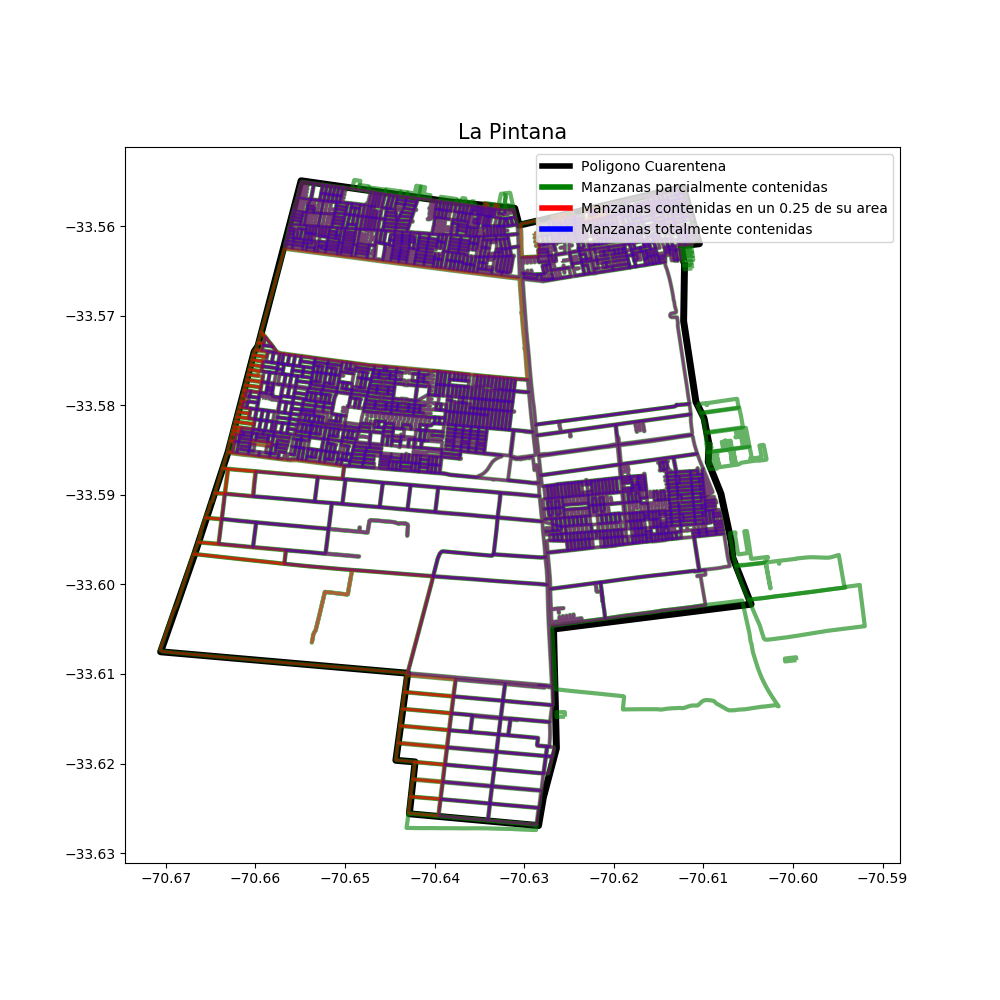 La Pintana
Poligono Cuarentena
Manzanas parcialmente contenidas
Manzanas contenidas en un 0.25 de su area
Manzanas totalmente contenidas
−33.56
−33.57
−33.58
−33.59
−33.60
−33.61
−33.62
−33.63
−70.67 −70.66 −70.65 −70.64 −70.63 −70.62 −70.61 −70.60 −70.59